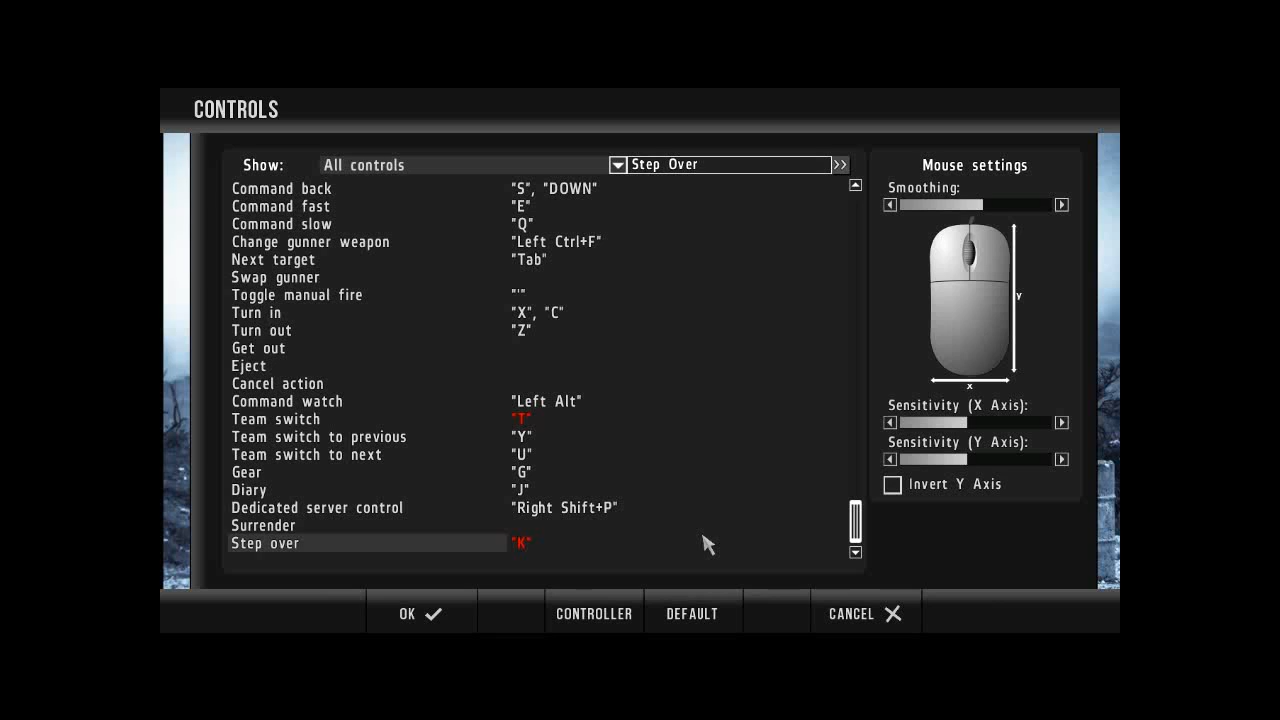 CONTROLS
Show: All controls Step Over >>
Mouse settings
Command back "S", "DOWN"
Smoothing:
Command fast "E"
Command slow "Q"
Change gunner weapon "Left Ctrl+F"
Next target "Tab"
Swap gunner
Toggle manual fire "'"
Y
Turn in "X", "C"
Turn out "Z"
Get out
Eject
Cancel action
X
Command watch "Left Alt"
Sensitivity (X Axis):
Team switch "T"
Team switch to previous "Y"
Sensitivity (Y Axis):
Team switch to next "U"
Gear "G"
Invert Y Axis
Diary "J"
Dedicated server control "Right Shift+P"
Surrender
Step over "K"
OK
CONTROLLER
DEFAULT
CANCEL